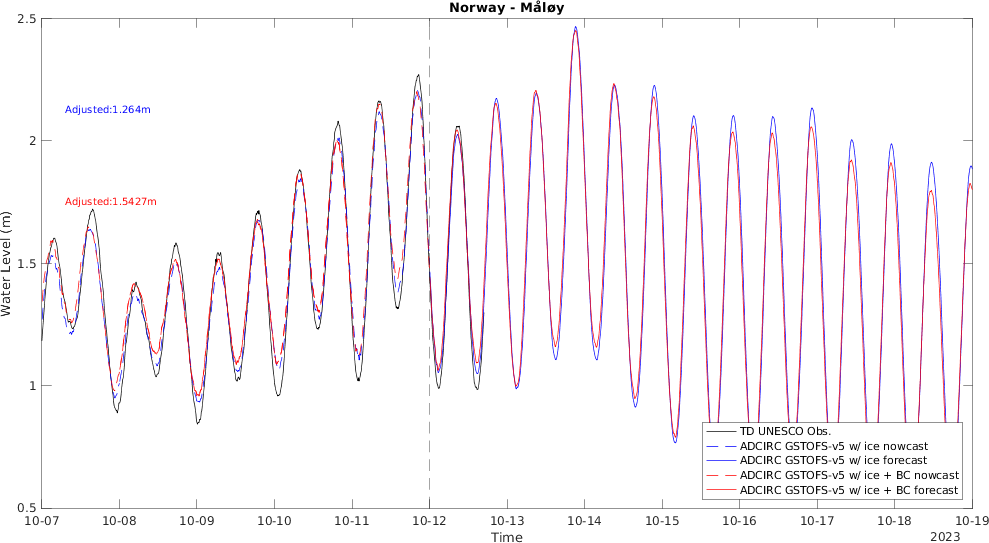 Norway - Måløy
2.5
2
1.5
1
0.5
Water Level (m)
Adjusted:1.264m
Adjusted:1.5427m
TD UNESCO Obs.
ADCIRC GSTOFS-v5 w/ ice nowcast
ADCIRC GSTOFS-v5 w/ ice forecast
ADCIRC GSTOFS-v5 w/ ice + BC nowcast
ADCIRC GSTOFS-v5 w/ ice + BC forecast
10-07 10-08 10-09 10-10 10-11 10-12 10-13 10-14 10-15 10-16 10-17 10-18 10-19
Time
2023